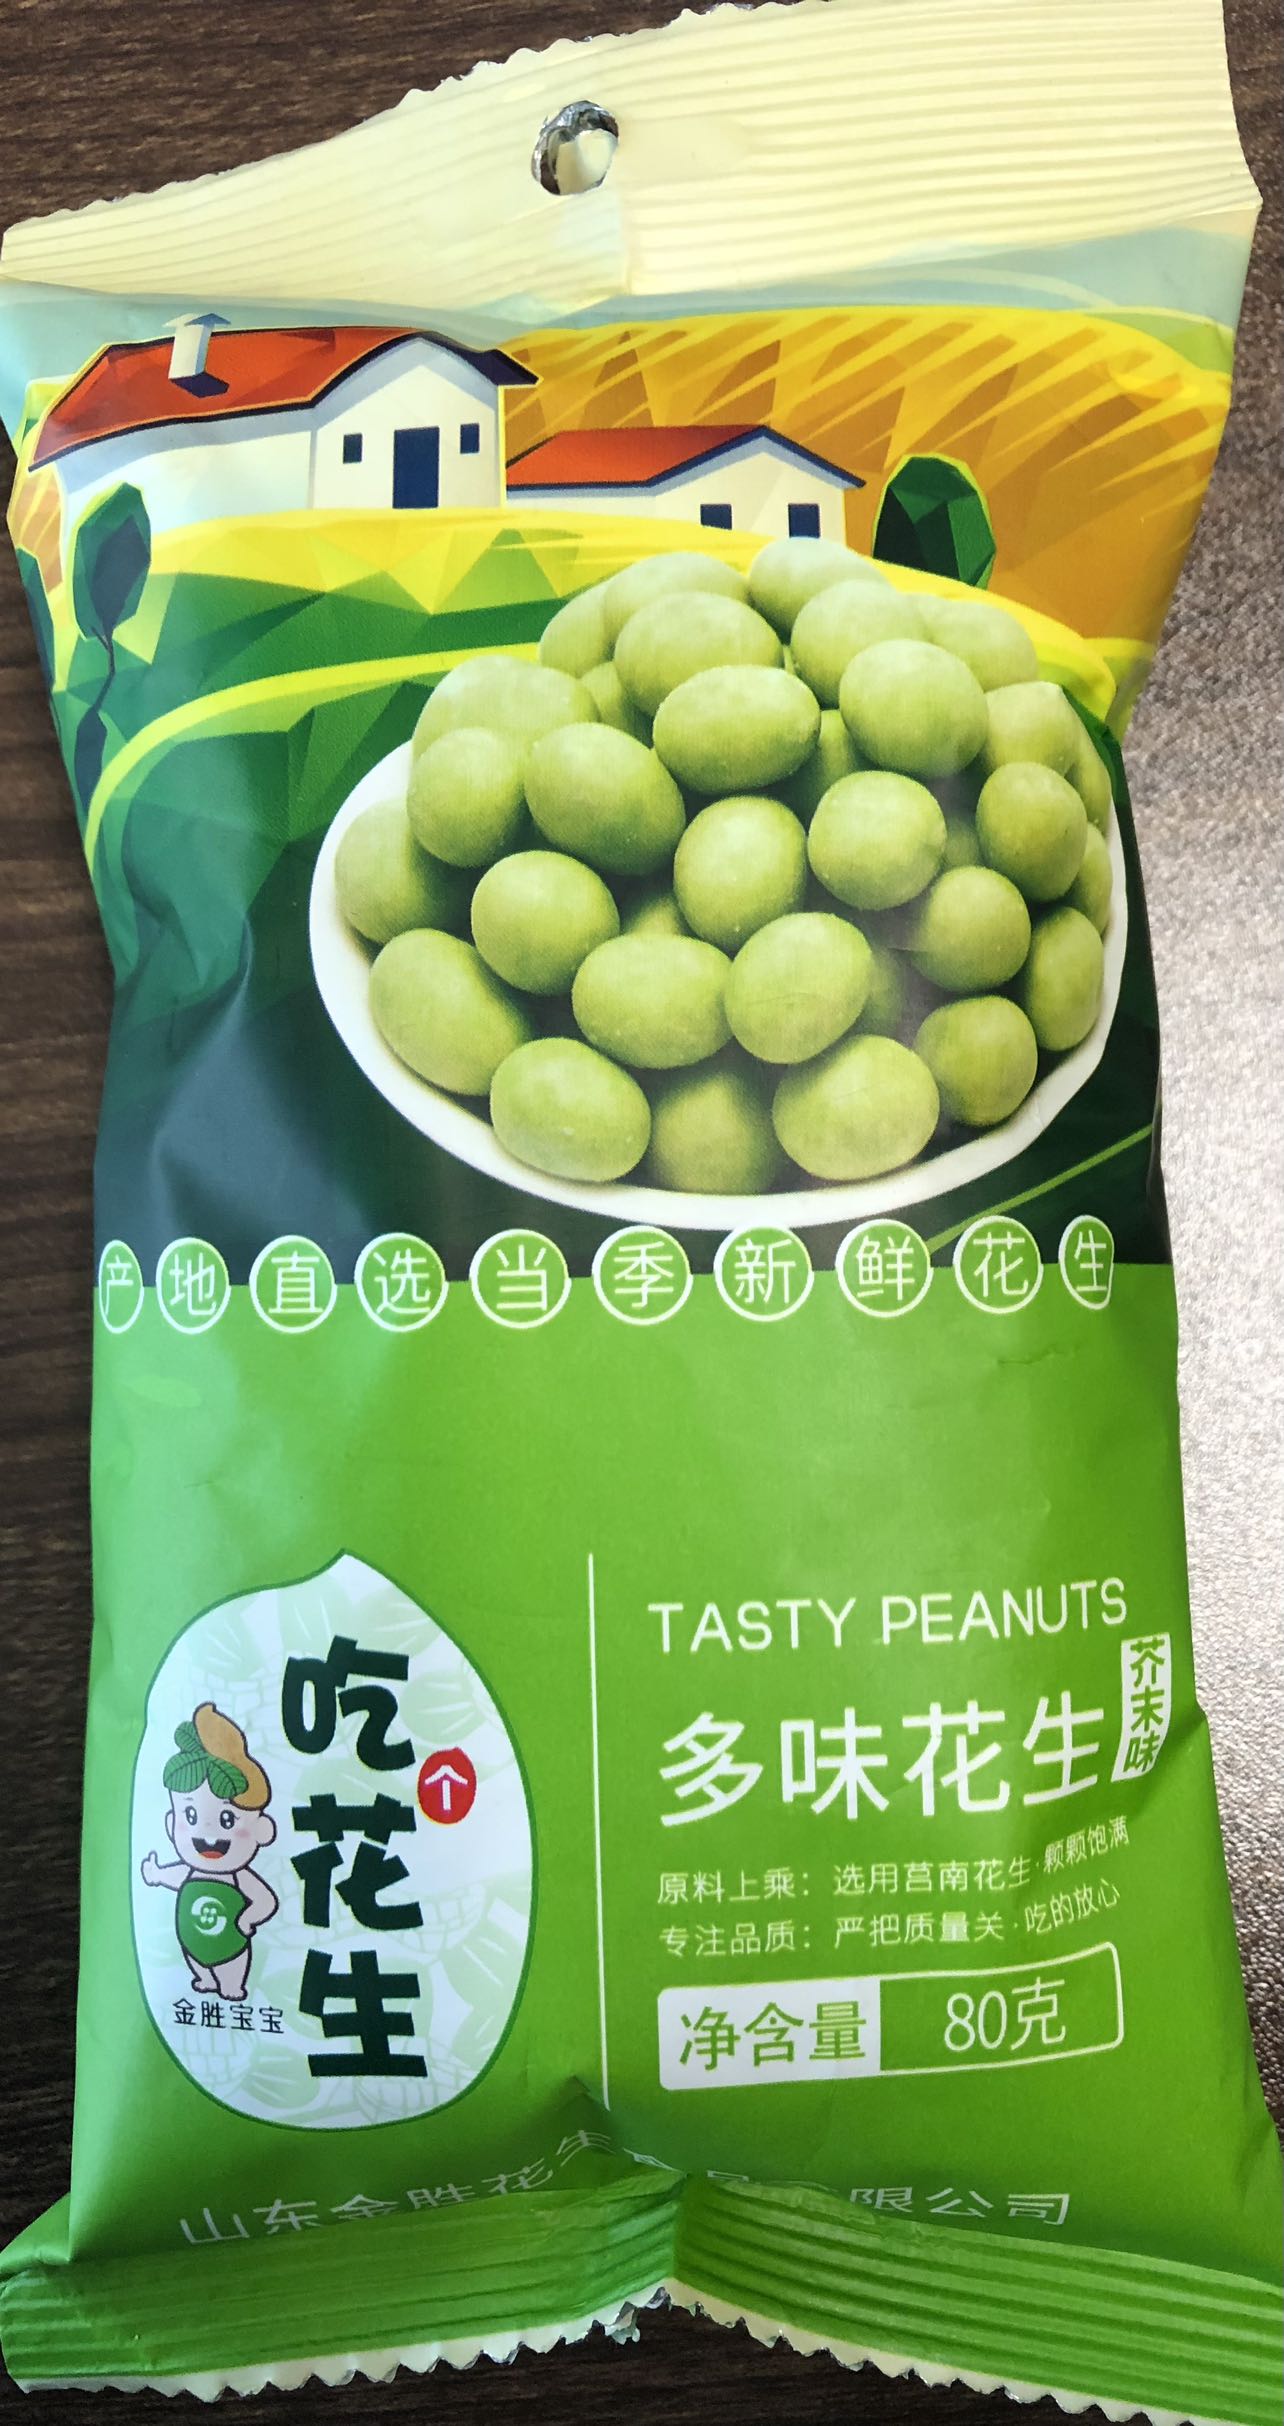 产地直选当季新鲜花生
吃个花生
金胜宝宝
TASTY PEANUTS
多味花生
芥末味
原料上乘：选用莒南花生·颗颗饱满
专注品质：严把质量关·吃的放心
净含量 80克
山东金胜花生 限公司